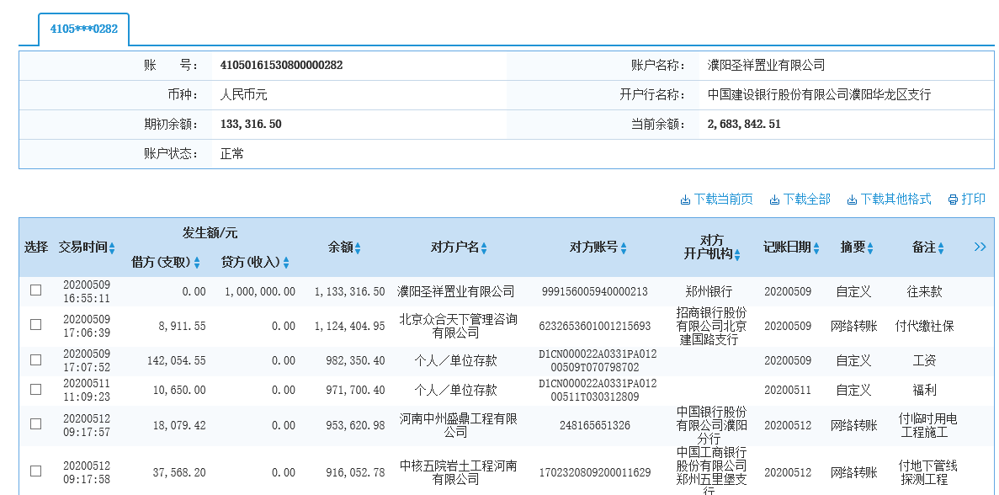 4105***0282
账 号： 41050161530800000282 账户名称： 濮阳圣祥置业有限公司
币种： 人民币元 开户行名称： 中国建设银行股份有限公司濮阳华龙区支行
期初余额： 133,316.50 当前余额： 2,683,842.51
账户状态： 正常
下载当前页 下载全部 下载其他格式 打印
选择 交易时间 发生额/元 余额 对方户名 对方账号 对方 开户机构 记账日期 摘要 备注 >>
借方(支取) 贷方(收入)
20200509
16:55:11
0.00 1,000,000.00 1,133,316.50 濮阳圣祥置业有限公司 999156005940000213 郑州银行 20200509 自定义 往来款
20200509
17:06:39
8,911.55 0.00 1,124,404.95
北京众合天下管理咨询
有限公司
6232653601001215693
招商银行股份
有限公司北京
建国路支行
20200509 网络转账 付代缴社保
20200509
17:07:52
142,054.55 0.00 982,350.40 个人／单位存款
D1CN000022A0331PA012
00509T070798702
20200509 自定义 工资
20200511
11:09:23
10,650.00 0.00 971,700.40 个人／单位存款
D1CN000022A0331PA012
00511T030312809
20200511 自定义 福利
20200512
09:17:57
18,079.42 0.00 953,620.98
河南中州盛鼎工程有限
公司
248165651326
中国银行股份
有限公司濮阳
分行
20200512 网络转账
付临时用电
工程施工
20200512
09:17:58
37,568.20 0.00 916,052.78
中核五院岩土工程河南
有限公司
1702320809200011629
中国工商银行
股份有限公司
郑州五里堡支
行
20200512 网络转账
付地下管线
探测工程